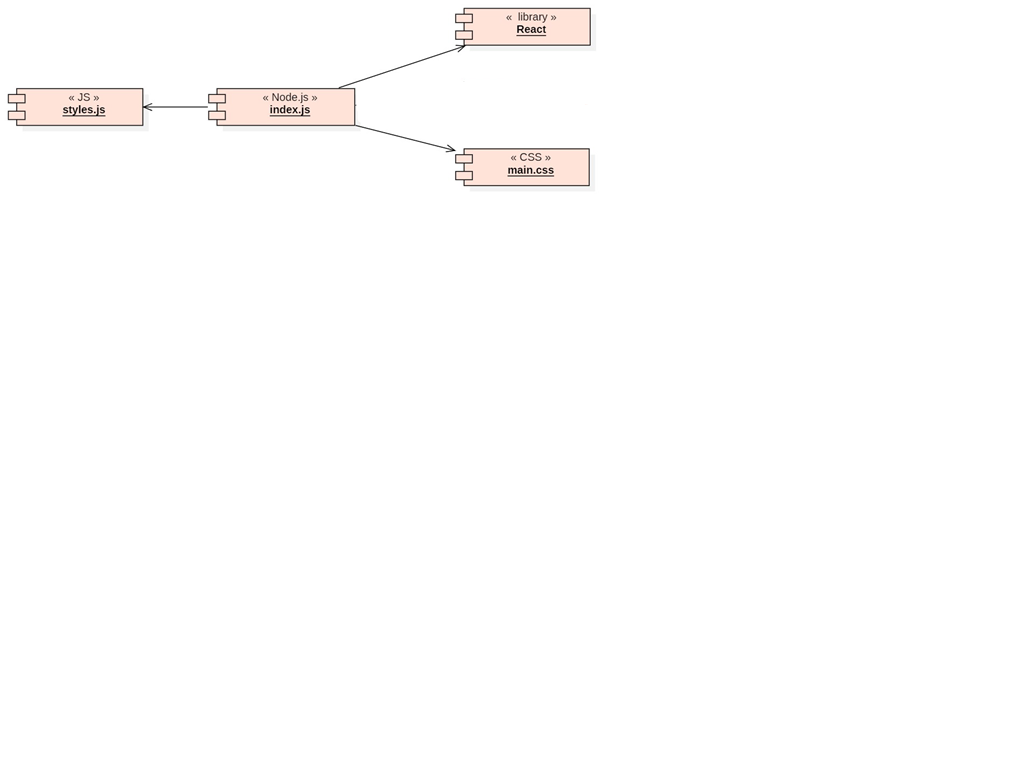 «  library »
React
« JS »
styles.js
« Node.js »
index.js
« CSS »
main.css